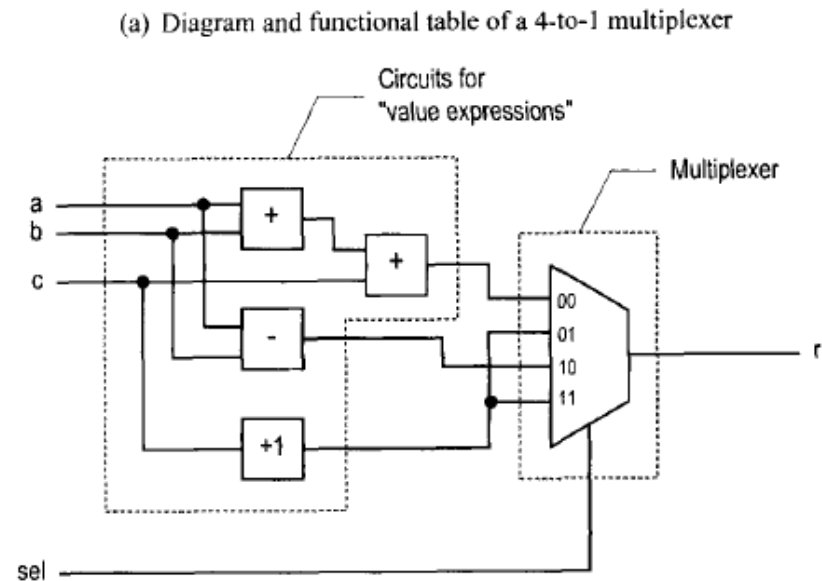 (a) Diagram and functional table of a 4-to-1 multiplexer
Circuits for
"value expressions"
Multiplexer
a
b
c
+
+
-
+1
00
01
10
11
r
sel